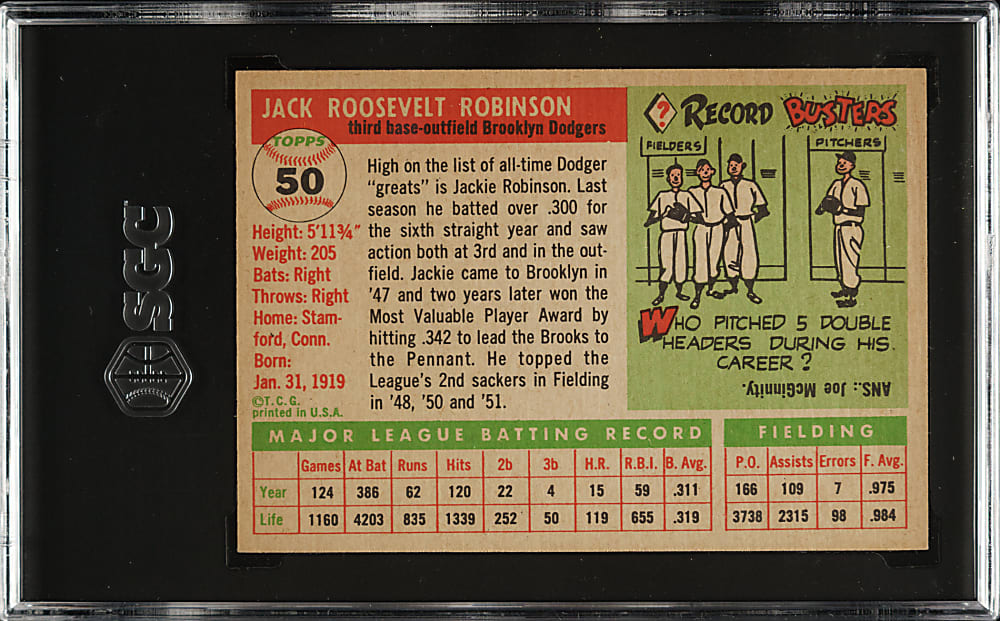 SGC
JACK ROOSEVELT ROBINSON
third base-outfield Brooklyn Dodgers
TOPPS
50
Height: 5'11¾"
Weight: 205
Bats: Right
Throws: Right
Home: Stam-
ford, Conn.
Born:
Jan. 31, 1919
©T.C.G.
printed in U.S.A.
High on the list of all-time Dodger
“greats” is Jackie Robinson. Last
season he batted over .300 for
the sixth straight year and saw
action both at 3rd and in the out-
field. Jackie came to Brooklyn in
'47 and two years later won the
Most Valuable Player Award by
hitting .342 to lead the Brooks to
the Pennant. He topped the
League's 2nd sackers in Fielding
in '48, '50 and '51.
? RECORD BUSTERS
FIELDERS
PITCHERS
WHO PITCHED 5 DOUBLE
HEADERS DURING HIS
CAREER?
ANS.: Joe McGinnity.
MAJOR LEAGUE BATTING RECORD
Games At Bat Runs Hits 2b 3b H.R. R.B.I. B. Avg.
Year 124 386 62 120 22 4 15 59 .311
Life 1160 4203 835 1339 252 50 119 655 .319
FIELDING
P.O. Assists Errors F. Avg.
166 109 7 .975
3738 2315 98 .984